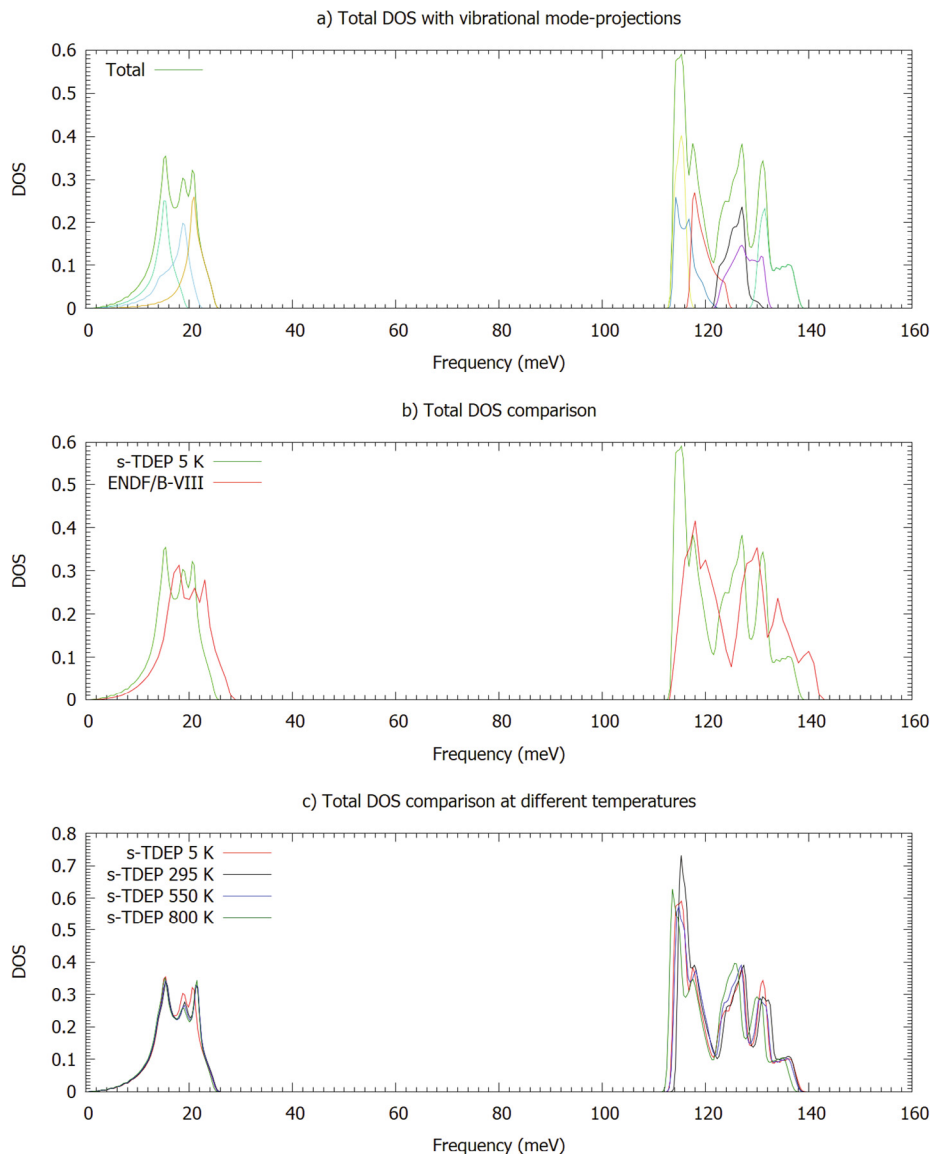 a) Total DOS with vibrational mode-projections
0.6
Total
0.5
0.4
DOS
0.3
0.2
0.1
0
0 20 40 60 80 100 120 140 160
Frequency (meV)
b) Total DOS comparison
0.6
s-TDEP 5 K
ENDF/B-VIII
0.5
0.4
DOS
0.3
0.2
0.1
0
0 20 40 60 80 100 120 140 160
Frequency (meV)
c) Total DOS comparison at different temperatures
0.8
s-TDEP 5 K
0.7
s-TDEP 295 K
0.6
s-TDEP 550 K
s-TDEP 800 K
0.5
DOS
0.4
0.3
0.2
0.1
0
0 20 40 60 80 100 120 140 160
Frequency (meV)